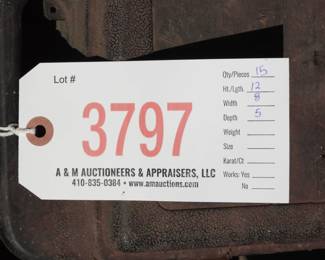 Lot #
3797
A & M AUCTIONEERS & APPRAISERS, LLC
410-835-0384 • www.amauctions.com
Qty/Pieces 15
Ht./Lgth. 12
Width 8
Depth 5
Weight
Size
Karat/Ct
Works: Yes
No